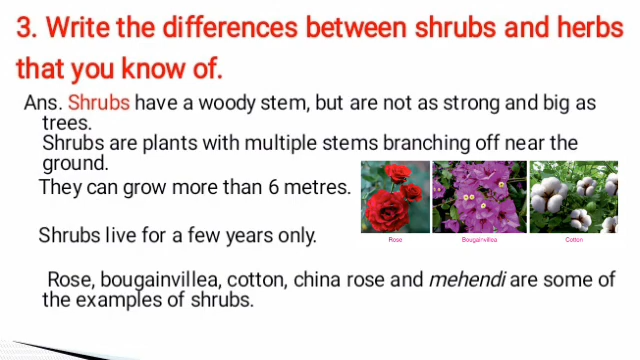 3. Write the differences between shrubs and herbs
that you know of.
Ans. Shrubs have a woody stem, but are not as strong and big as
trees.
Shrubs are plants with multiple stems branching off near the
ground.
They can grow more than 6 metres.
Rose Bougainvillea Cotton
Shrubs live for a few years only.
Rose, bougainvillea, cotton, china rose and mehendi are some of
the examples of shrubs.